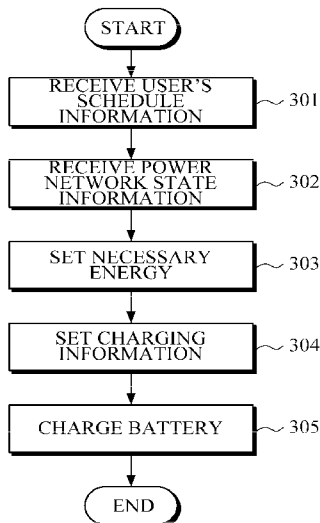 START
RECEIVE USER'S
SCHEDULE
INFORMATION
301
RECEIVE POWER
NETWORK STATE
INFORMATION
302
SET NECESSARY
ENERGY
303
SET CHARGING
INFORMATION
304
CHARGE BATTERY
305
END